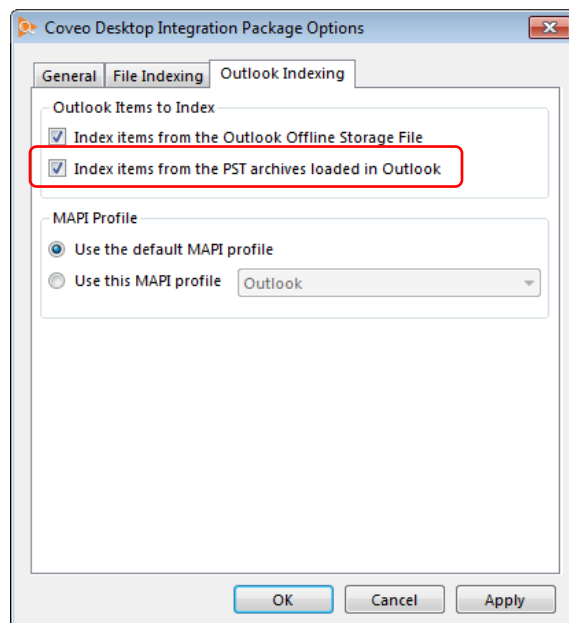 Coveo Desktop Integration Package Options
General File Indexing Outlook Indexing
Outlook Items to Index
Index items from the Outlook Offline Storage File
Index items from the PST archives loaded in Outlook
MAPI Profile
Use the default MAPI profile
Use this MAPI profile Outlook
OK Cancel Apply